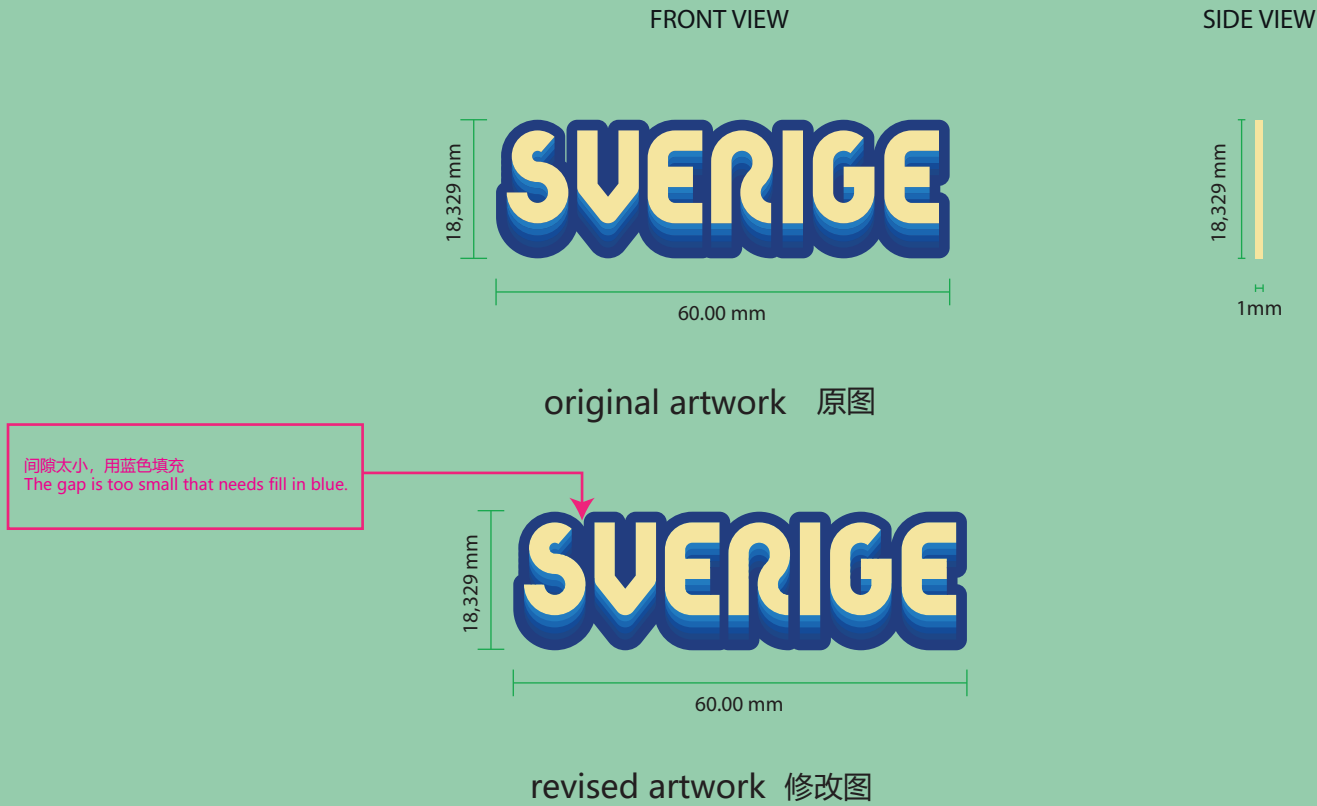 FRONT VIEW
SIDE VIEW
SVERIGE
18,329 mm
60.00 mm
18,329 mm
1mm
original artwork 原图
间隙太小，用蓝色填充
The gap is too small that needs fill in blue.
SVERIGE
18,329 mm
60.00 mm
revised artwork 修改图